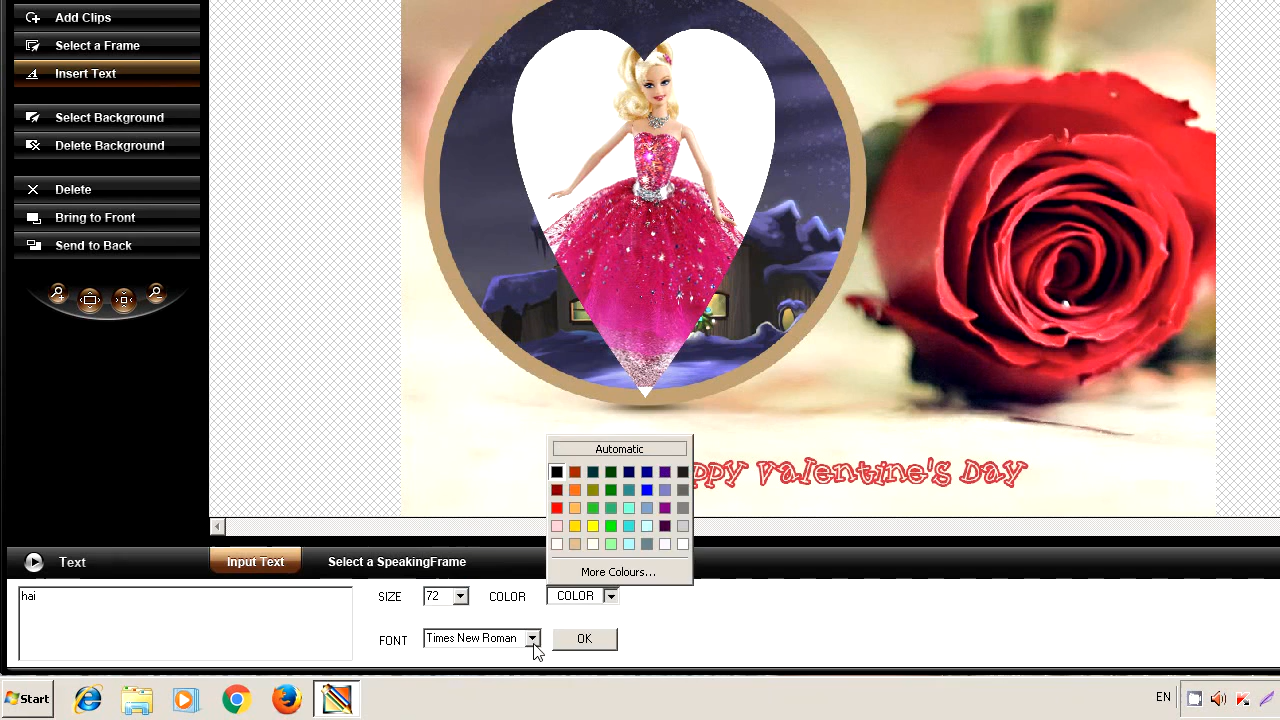 Add Clips
Select a Frame
Insert Text
Select Background
Delete Background
Delete
Bring to Front
Send to Back
ppy Valentine's Day
Automatic
More Colours...
Text
Input Text
Select a SpeakingFrame
hai
SIZE
72
COLOR
COLOR
FONT
Times New Roman
OK
Start
EN